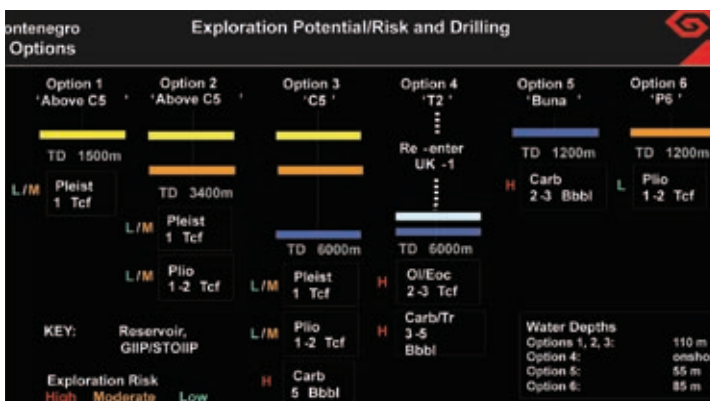 ontenegro
Options
Exploration Potential/Risk and Drilling
Option 1
'Above C5 '
TD 1500m
L/M
Pleist
1 Tcf
Option 2
'Above C5 '
TD 3400m
L/M
Pleist
1 Tcf
L/M
Plio
1-2 Tcf
Option 3
'C5'
TD 6000m
L/M
Pleist
1 Tcf
L/M
Plio
1-2 Tcf
H
Carb
5 Bbbl
Option 4
'T2'
Re-enter
UK-1
TD 6000m
H
Ol/Eoc
2-3 Tcf
H
Carb/Tr
3-5
Bbbl
Option 5
'Buna'
TD 1200m
H
Carb
2-3 Bbbl
Option 6
'P6'
TD 1200m
L
Plio
1-2 Tcf
KEY:
Reservoir,
GIIP/STOIIP
Exploration Risk
High Moderate Low
Water Depths
Options 1, 2, 3: 110 m
Option 4: onsho
Option 5: 55 m
Option 6: 85 m